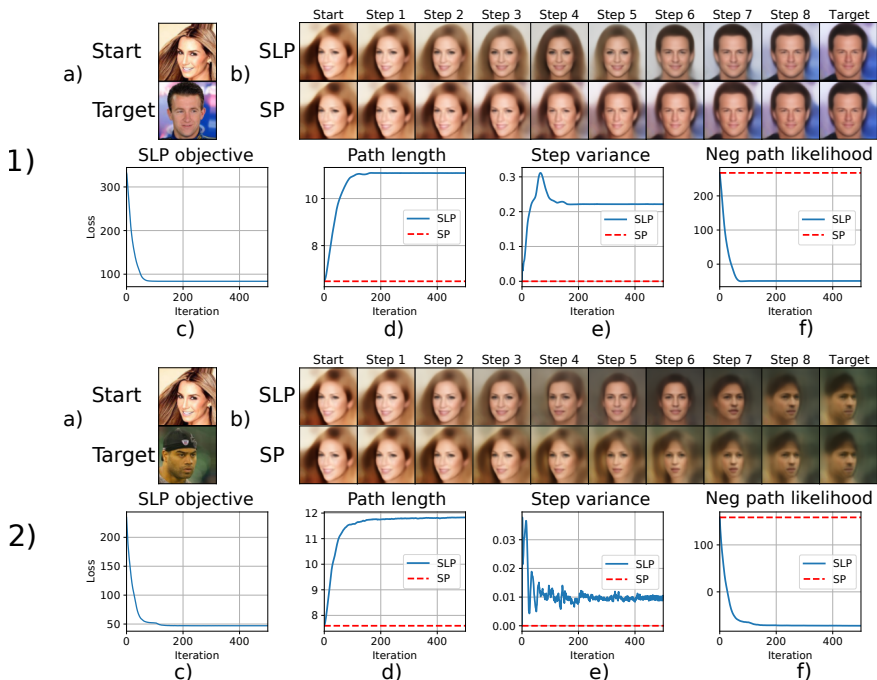 Start Step 1 Step 2 Step 3 Step 4 Step 5 Step 6 Step 7 Step 8 Target
a) Start b) SLP
Target SP
1)
SLP objective Path length Step variance Neg path likelihood
Loss
300
200
100
0 200 400
Iteration
c)
10
8
SLP
SP
0 200 400
Iteration
d)
0.3
0.2
0.1
0.0
SLP
SP
0 200 400
Iteration
e)
200
100
0
SLP
SP
0 200 400
Iteration
f)
Start Step 1 Step 2 Step 3 Step 4 Step 5 Step 6 Step 7 Step 8 Target
a) Start b) SLP
Target SP
2)
SLP objective Path length Step variance Neg path likelihood
Loss
200
150
100
50
0 200 400
Iteration
c)
12
11
10
9
8
SLP
SP
0 200 400
Iteration
d)
0.03
0.02
0.01
0.00
SLP
SP
0 200 400
Iteration
e)
100
0
SLP
SP
0 200 400
Iteration
f)